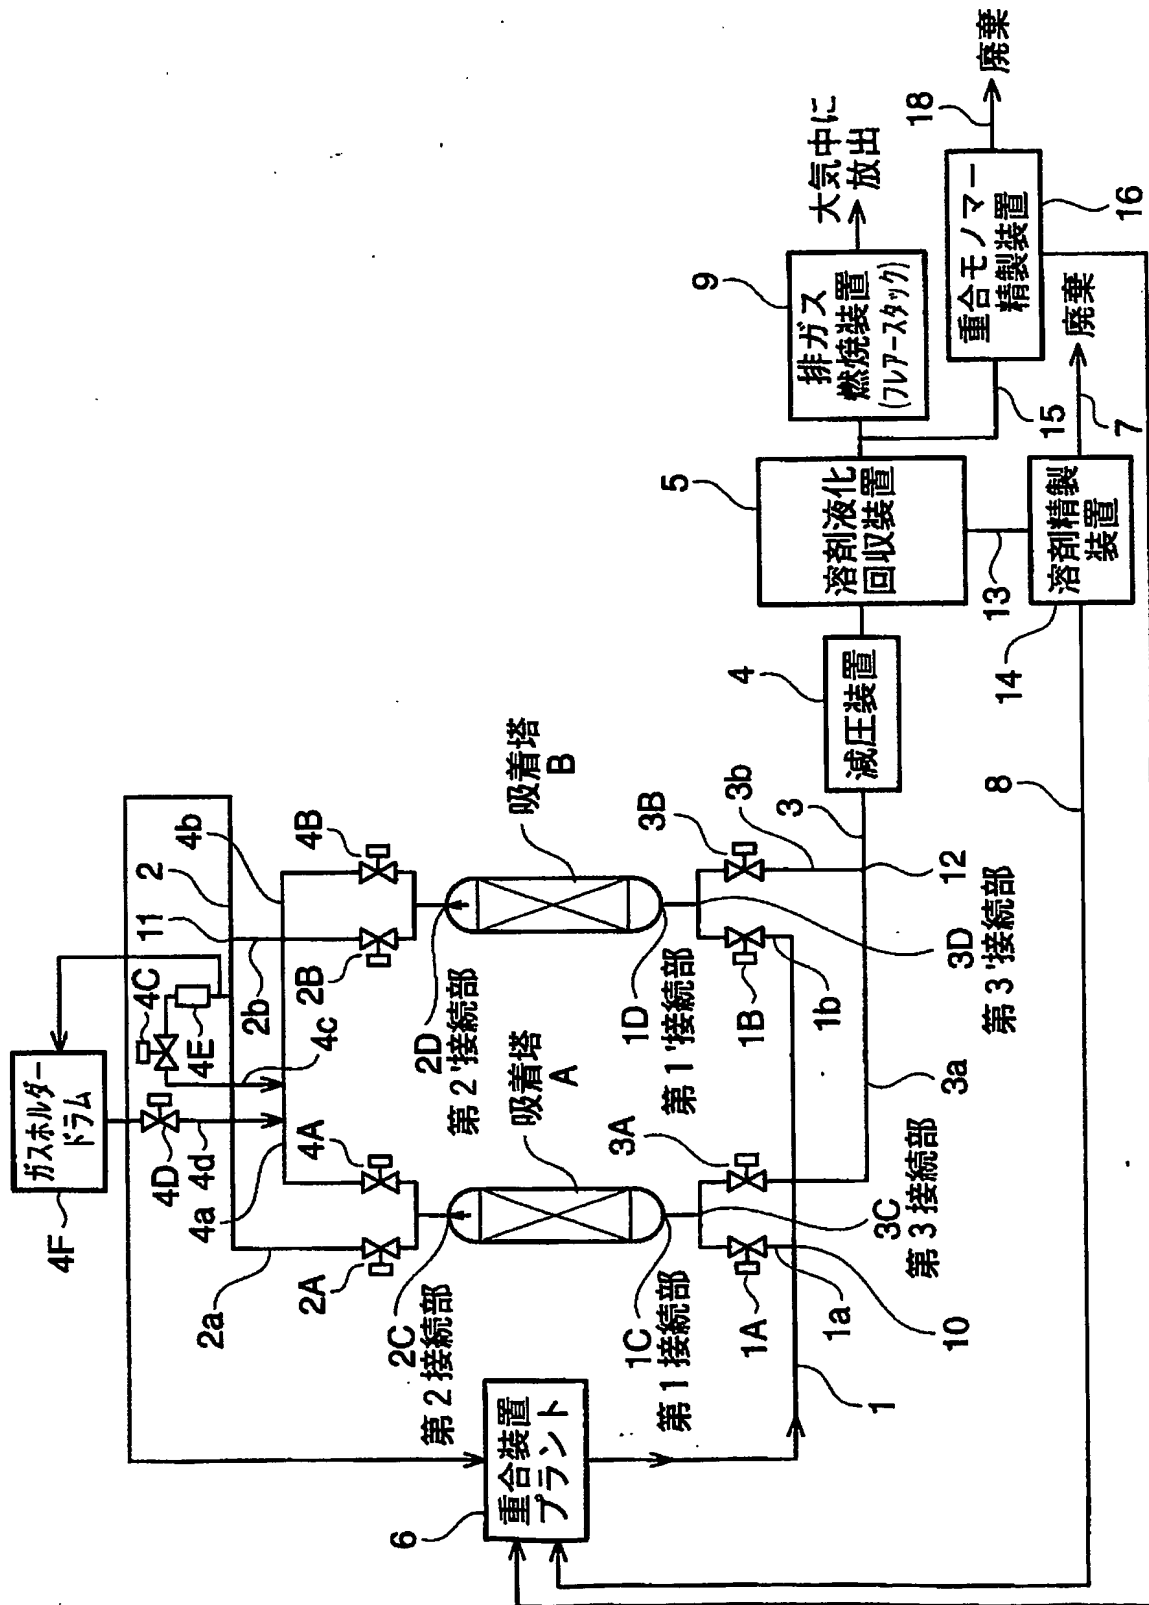 ガスホルダー
ドラム
4F
4D
4d
4C
4E
4c
4a
2a
2A
4A
2b
11
2
4b
2B
4B
2C
第2接続部
2D
第2'接続部
吸着塔
A
吸着塔
B
1C
第1接続部
1D
第1'接続部
3A
1A
1a
10
3C
第3接続部
3B
3b
1B
1b
3D
第3'接続部
3
12
3a
1
6
重合装置
プラント
4
減圧装置
5
溶剤液化
回収装置
9
排ガス
燃焼装置
(フレアースタック)
大気中に
放出
13
14
溶剤精製
装置
7
廃棄
15
重合モノマー
精製装置
16
18
廃棄
8